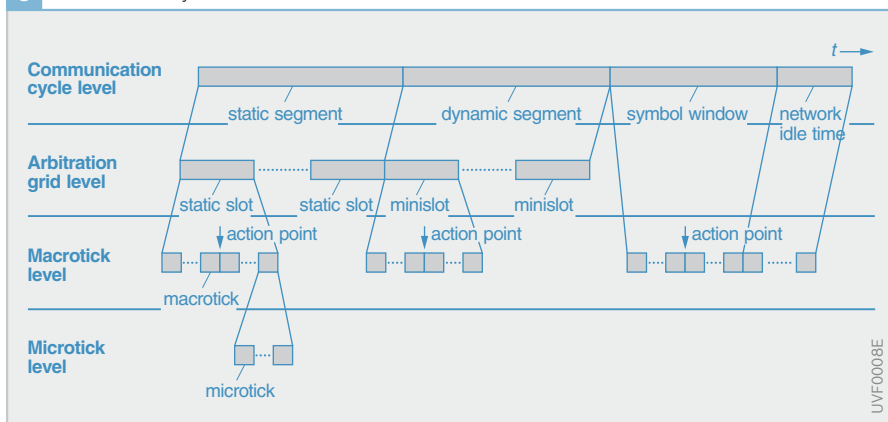 t
Communication
cycle level
static segment
dynamic segment
symbol window
network
idle time
Arbitration
grid level
static slot
static slot
minislot
minislot
action point
action point
action point
Macrotick
level
macrotick
Microtick
level
microtick
UVF0008E